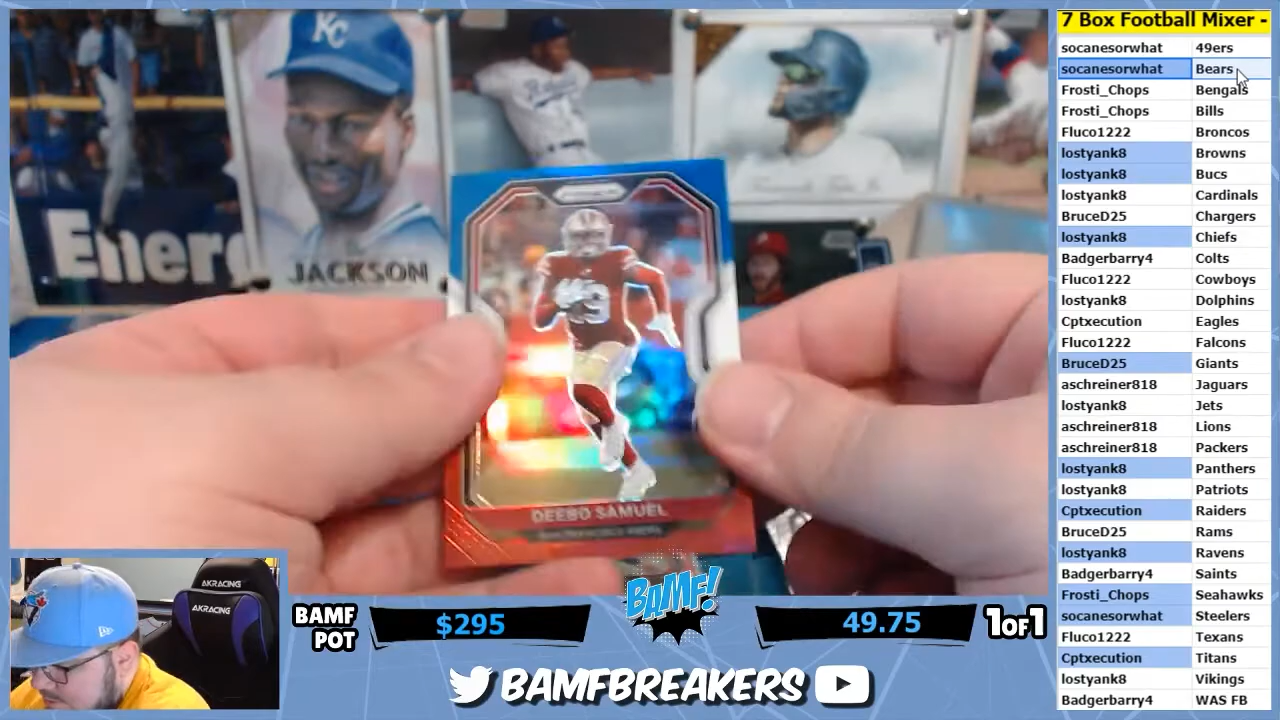 7 Box Football Mixer -
socanesorwhat 49ers
socanesorwhat Bears
Frosti_Chops Bengals
Frosti_Chops Bills
Fluco1222 Broncos
lostyank8 Browns
lostyank8 Bucs
lostyank8 Cardinals
BruceD25 Chargers
lostyank8 Chiefs
Badgerbarry4 Colts
Fluco1222 Cowboys
lostyank8 Dolphins
Cptxecution Eagles
Fluco1222 Falcons
BruceD25 Giants
aschreiner818 Jaguars
lostyank8 Jets
aschreiner818 Lions
aschreiner818 Packers
lostyank8 Panthers
lostyank8 Patriots
Cptxecution Raiders
BruceD25 Rams
lostyank8 Ravens
Badgerbarry4 Saints
Frosti_Chops Seahawks
socanesorwhat Steelers
Fluco1222 Texans
Cptxecution Titans
lostyank8 Vikings
Badgerbarry4 WAS FB
KC
Ener
JACKSON
19
DEEBO SAMUEL
AKRACING
AKRACING
BAMF
POT
$295
BAMF!
49.75
1OF1
BAMFBREAKERS